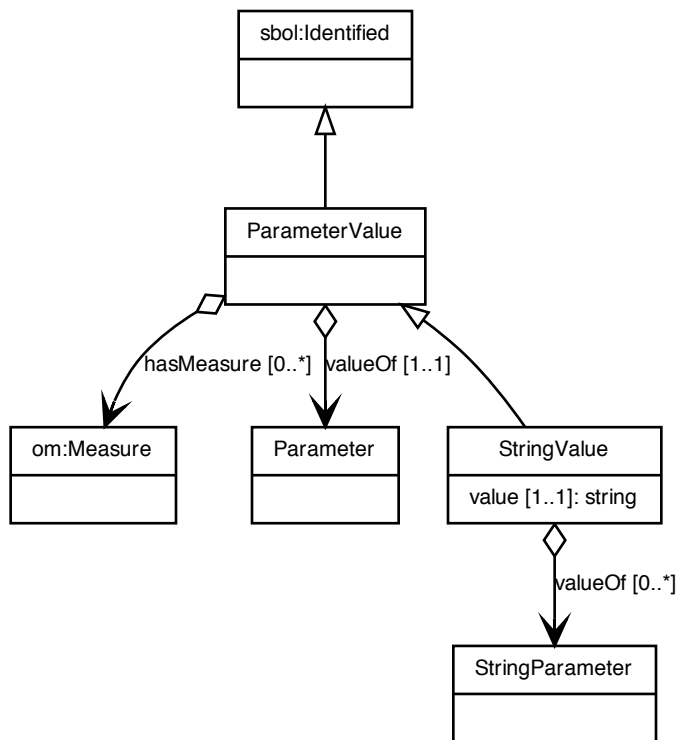 sbol:Identified
ParameterValue
hasMeasure [0..*]
valueOf [1..1]
om:Measure
Parameter
StringValue
value [1..1]: string
valueOf [0..*]
StringParameter